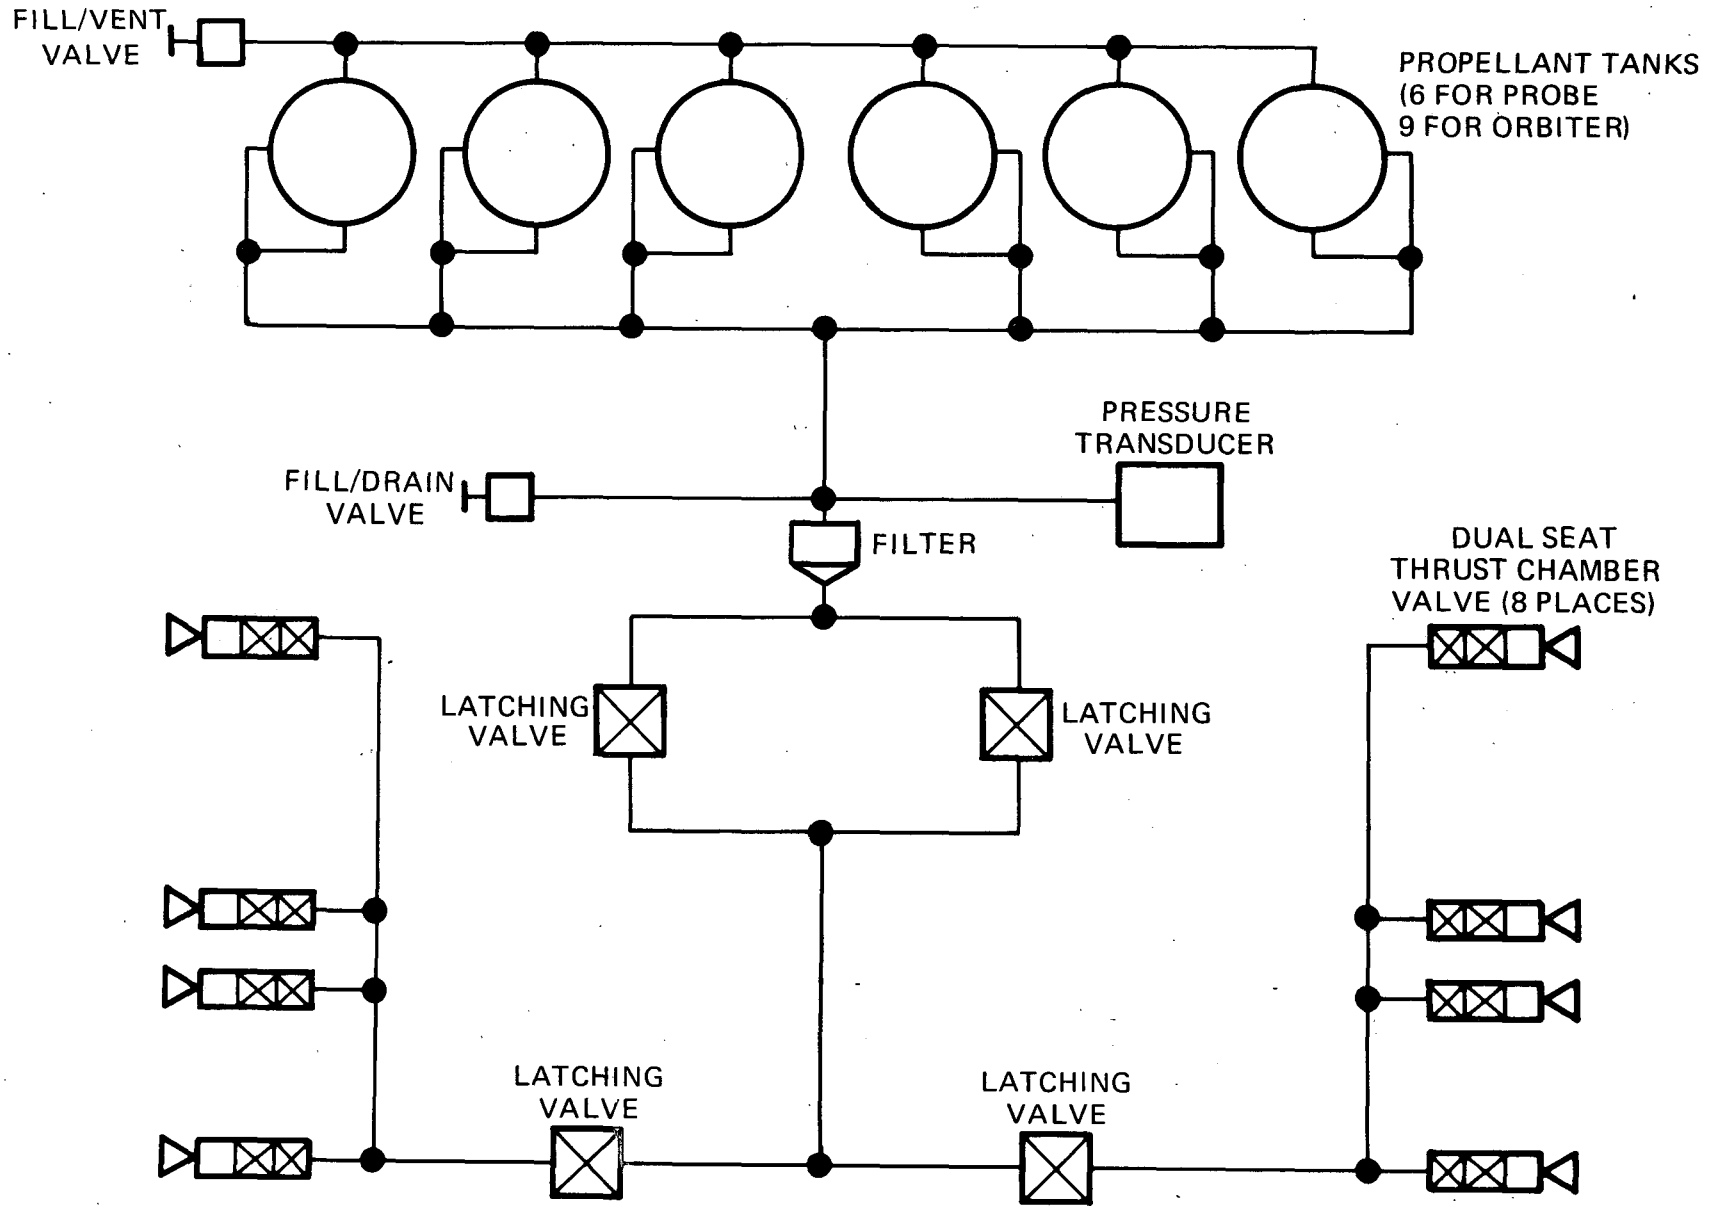 FILL/VENT
VALVE
PROPELLANT TANKS
(6 FOR PROBE
9 FOR ORBITER)
PRESSURE
TRANSDUCER
FILL/DRAIN
VALVE
FILTER
DUAL SEAT
THRUST CHAMBER
VALVE (8 PLACES)
LATCHING
VALVE
LATCHING
VALVE
LATCHING
VALVE
LATCHING
VALVE